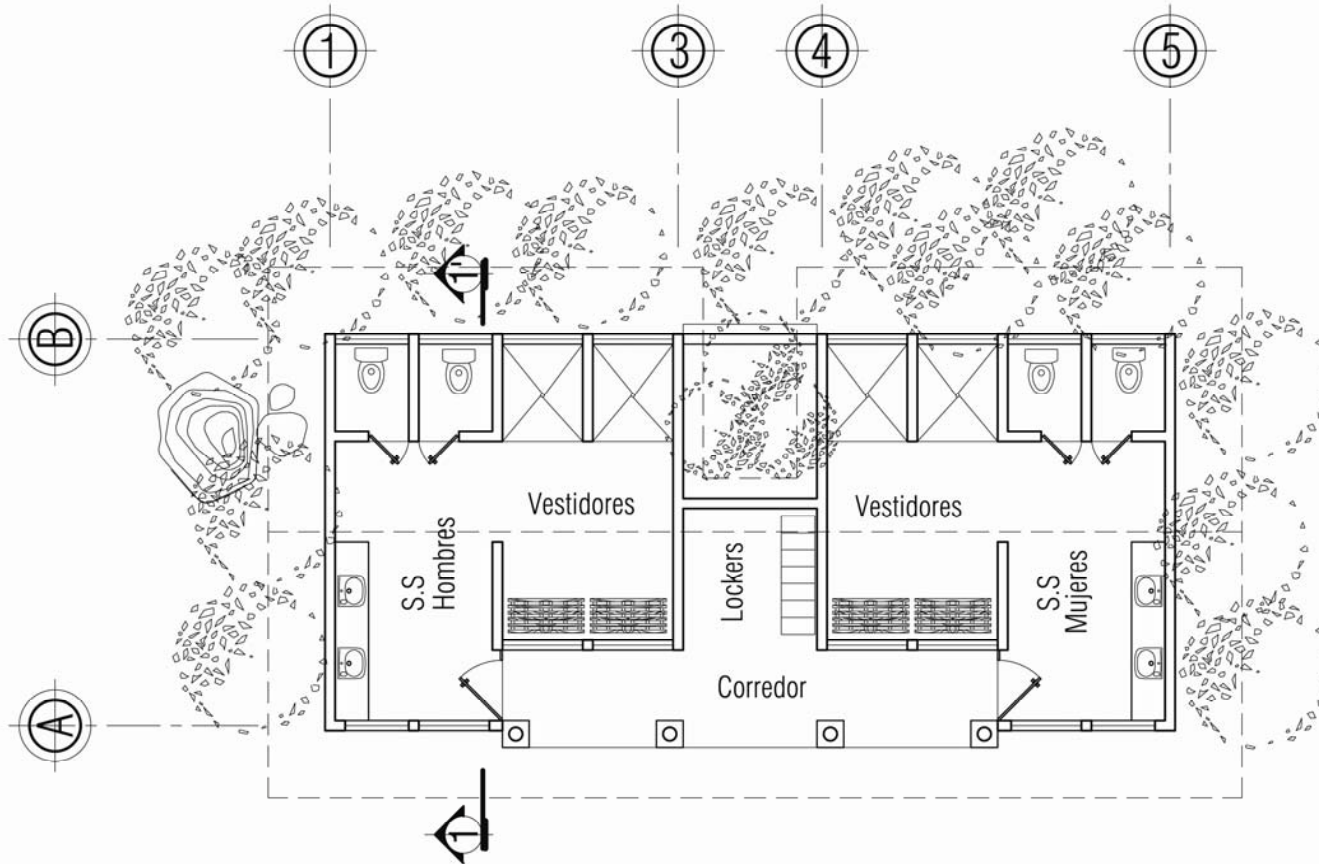 1
3
4
5
1'
B
Vestidores
Vestidores
S.S
Hombres
Lockers
S.S
Mujeres
Corredor
A
1